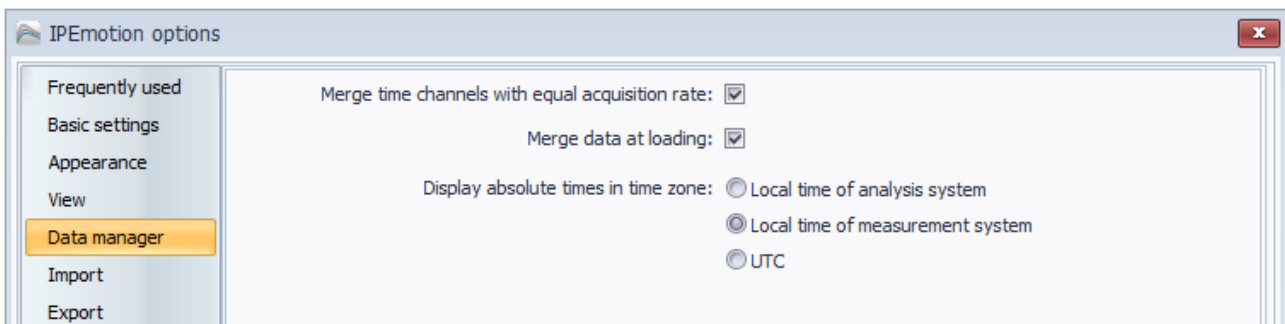 IPEmotion options
x
Frequently used
Basic settings
Appearance
View
Data manager
Import
Export
Merge time channels with equal acquisition rate:
Merge data at loading:
Display absolute times in time zone:
Local time of analysis system
Local time of measurement system
UTC